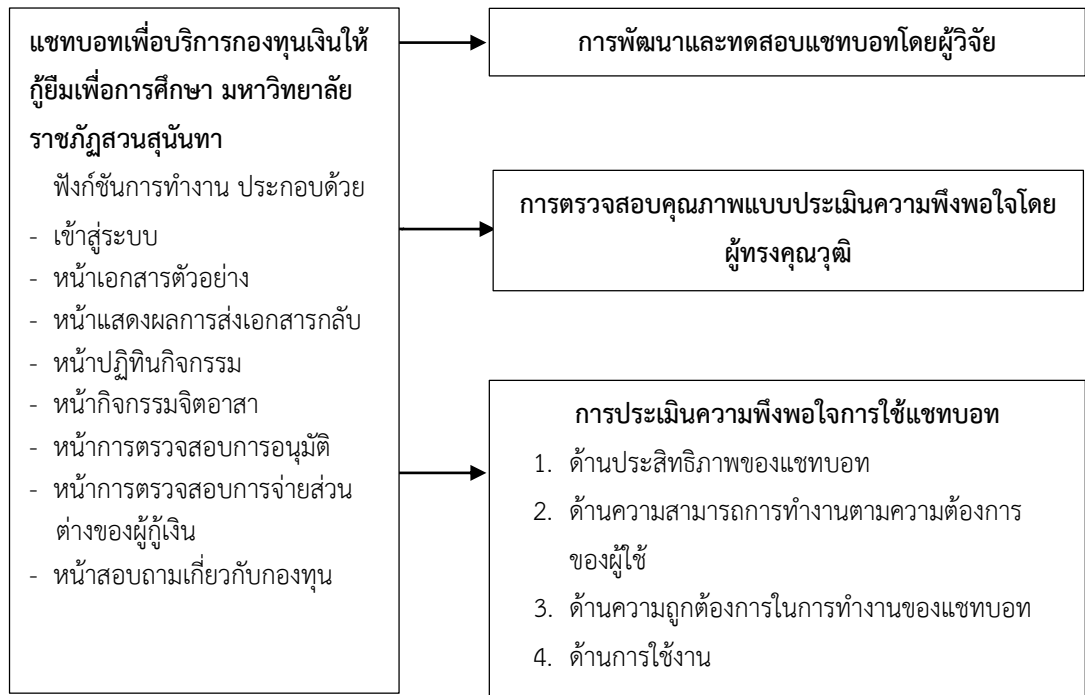 แชทบอทเพื่อบริการกองทุนเงินให้
กู้ยืมเพื่อการศึกษา มหาวิทยาลัย
ราชภัฏสวนสุนันทา
ฟังก์ชันการทำงาน ประกอบด้วย
- เข้าสู่ระบบ
- หน้าเอกสารตัวอย่าง
- หน้าแสดงผลการส่งเอกสารกลับ
- หน้าปฏิทินกิจกรรม
- หน้ากิจกรรมจิตอาสา
- หน้าการตรวจสอบการอนุมัติ
- หน้าการตรวจสอบการจ่ายส่วน
ต่างของผู้กู้เงิน
- หน้าสอบถามเกี่ยวกับกองทุน
การพัฒนาและทดสอบแชทบอทโดยผู้วิจัย
การตรวจสอบคุณภาพแบบประเมินความพึงพอใจโดย
ผู้ทรงคุณวุฒิ
การประเมินความพึงพอใจการใช้แชทบอท
1. ด้านประสิทธิภาพของแชทบอท
2. ด้านความสามารถการทำงานตามความต้องการ
ของผู้ใช้
3. ด้านความถูกต้องการในการทำงานของแชทบอท
4. ด้านการใช้งาน